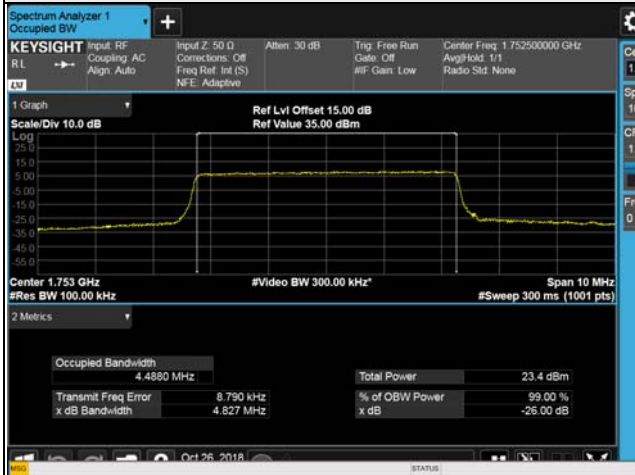 Spectrum Analyzer 1
Occupied BW
KEYSIGHT Input: RF Input Z: 50 Ω Atten: 30 dB Trig: Free Run Center Freq: 1.752500000 GHz
RL Coupling: AC Corrections: Off Gate: Off Avg|Hold: 1/1
Align: Auto Freq Ref: Int (S) #IF Gain: Low Radio Std: None
NFE: Adaptive
1 Graph
Ref Lvl Offset 15.00 dB
Scale/Div 10.0 dB Ref Value 35.00 dBm
Log
25.0
15.0
5.00
-5.00
-15.0
-25.0
-35.0
-45.0
-55.0
Center 1.753 GHz #Video BW 300.00 kHz* Span 10 MHz
#Res BW 100.00 kHz #Sweep 300 ms (1001 pts)
2 Metrics
Occupied Bandwidth
4.4880 MHz Total Power 23.4 dBm
Transmit Freq Error 8.790 kHz % of OBW Power 99.00 %
x dB Bandwidth 4.827 MHz x dB -26.00 dB
Oct 26, 2018
MSG STATUS